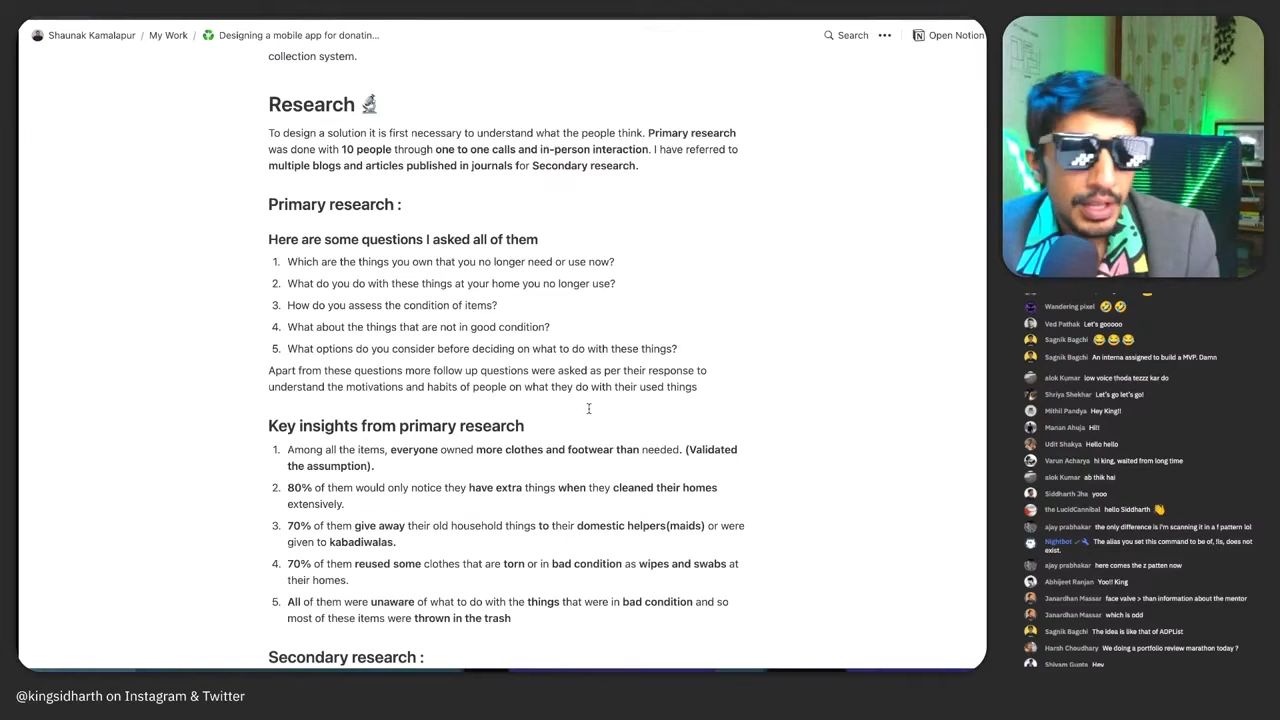 Shaunak Kamalapur / My Work / Designing a mobile app for donatin...
Search
Open Notion
collection system.
Research
To design a solution it is first necessary to understand what the people think. Primary research
was done with 10 people through one to one calls and in-person interaction. I have referred to
multiple blogs and articles published in journals for Secondary research.
Primary research :
Here are some questions I asked all of them
1. Which are the things you own that you no longer need or use now?
2. What do you do with these things at your home you no longer use?
3. How do you assess the condition of items?
4. What about the things that are not in good condition?
5. What options do you consider before deciding on what to do with these things?
Apart from these questions more follow up questions were asked as per their response to
understand the motivations and habits of people on what they do with their used things
Key insights from primary research
1. Among all the items, everyone owned more clothes and footwear than needed. (Validated
the assumption).
2. 80% of them would only notice they have extra things when they cleaned their homes
extensively.
3. 70% of them give away their old household things to their domestic helpers(maids) or were
given to kabadiwalas.
4. 70% of them reused some clothes that are torn or in bad condition as wipes and swabs at
their homes.
5. All of them were unaware of what to do with the things that were in bad condition and so
most of these items were thrown in the trash
Secondary research :
Wandering pixel
Ved Pathak Let's gooooo
Sagnik Bagchi
Sagnik Bagchi An interna assigned to build a MVP. Damn
alok Kumar low voice thoda tezzz kar do
Shriya Shekhar Let's go let's go!
Mithil Pandya Hey King!!
Manan Ahuja Hi!!
Udit Shakya Hello hello
Varun Acharya hi king, waited from long time
alok Kumar ab thik hai
Siddharth Jha yooo
the LucidCannibal hello Siddharth
ajay prabhakar the only difference is i'm scanning it in a f pattern lol
Nightbot The alias you set this command to be of, !ls, does not
exist.
ajay prabhakar here comes the z patten now
Abhijeet Ranjan Yoo!! King
Janardhan Massar face valve > than information about the mentor
Janardhan Massar which is odd
Sagnik Bagchi The idea is like that of ADPList
Harsh Choudhary We doing a portfolio review marathon today ?
Shivam Gupta Hey
@kingsidharth on Instagram & Twitter